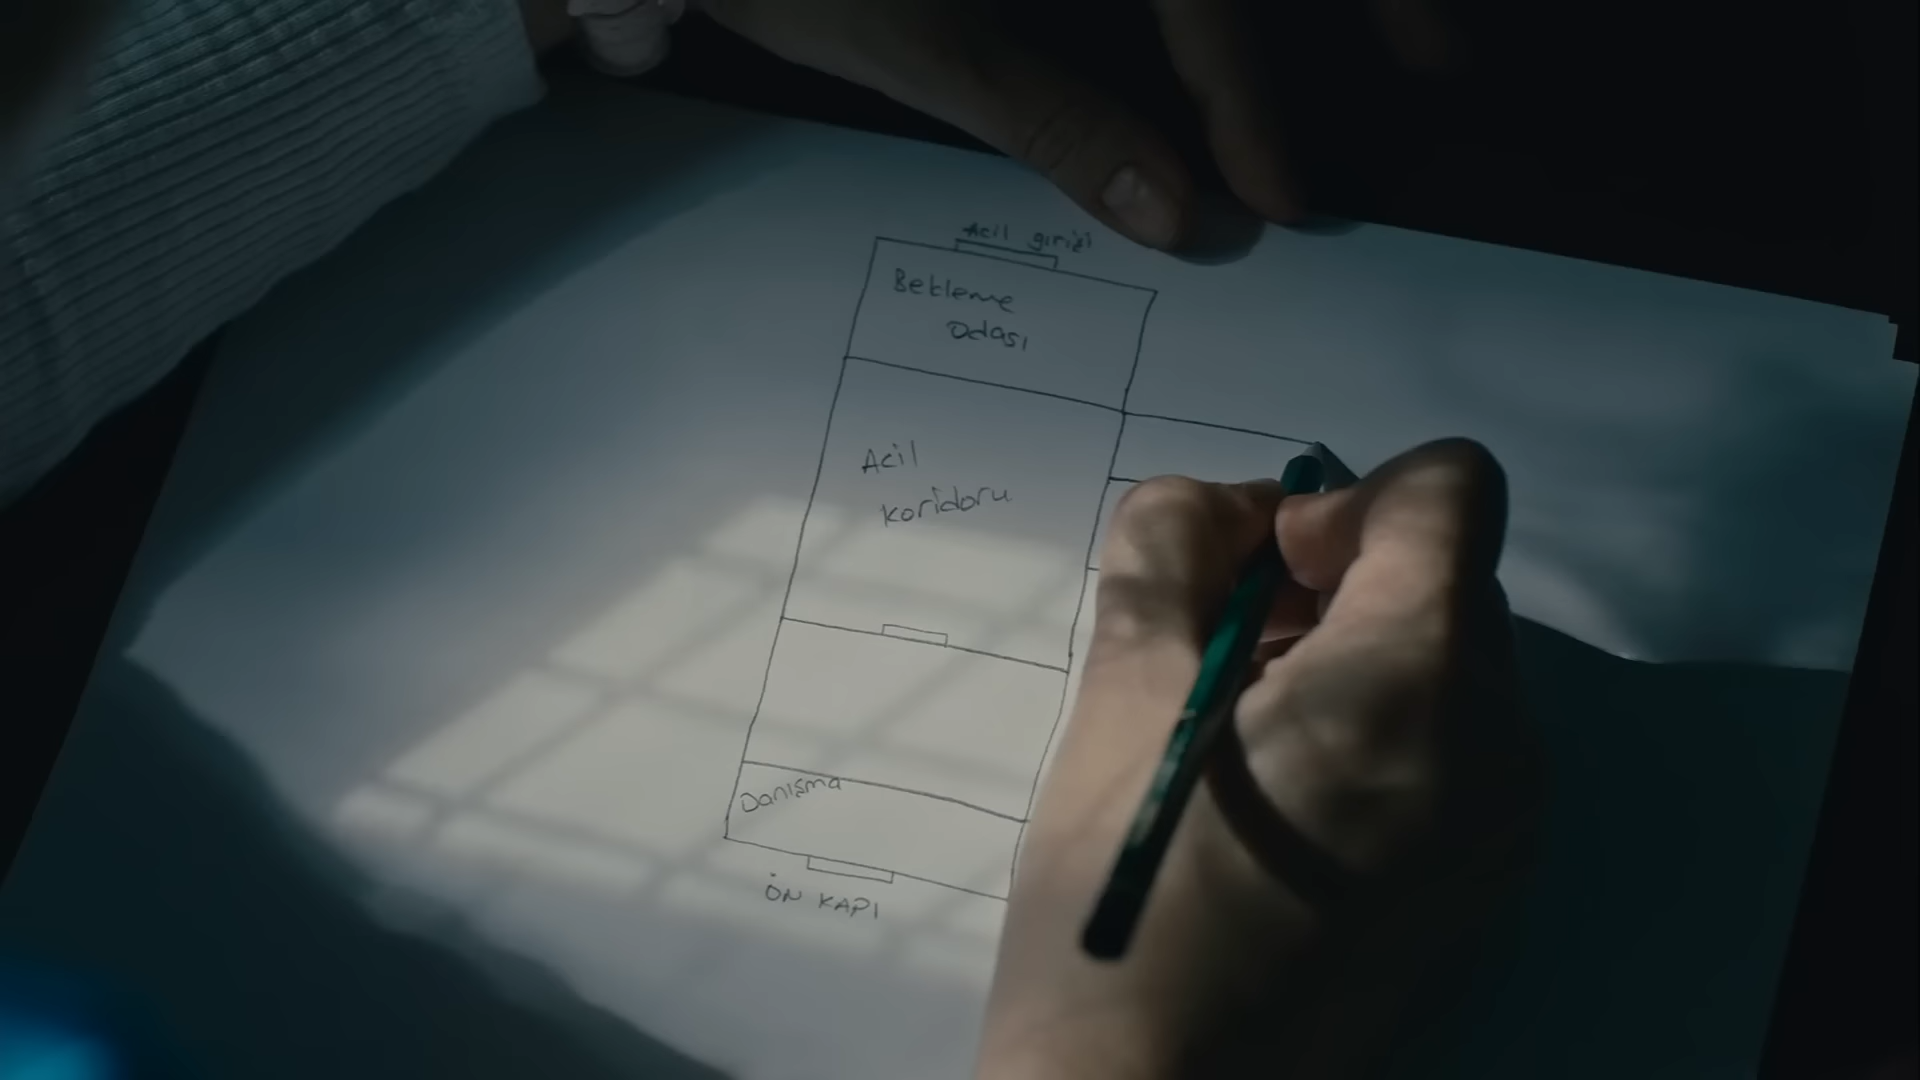 Acil girişi
Bekleme
odası
Acil
koridoru
Danışma
ÖN KAPI